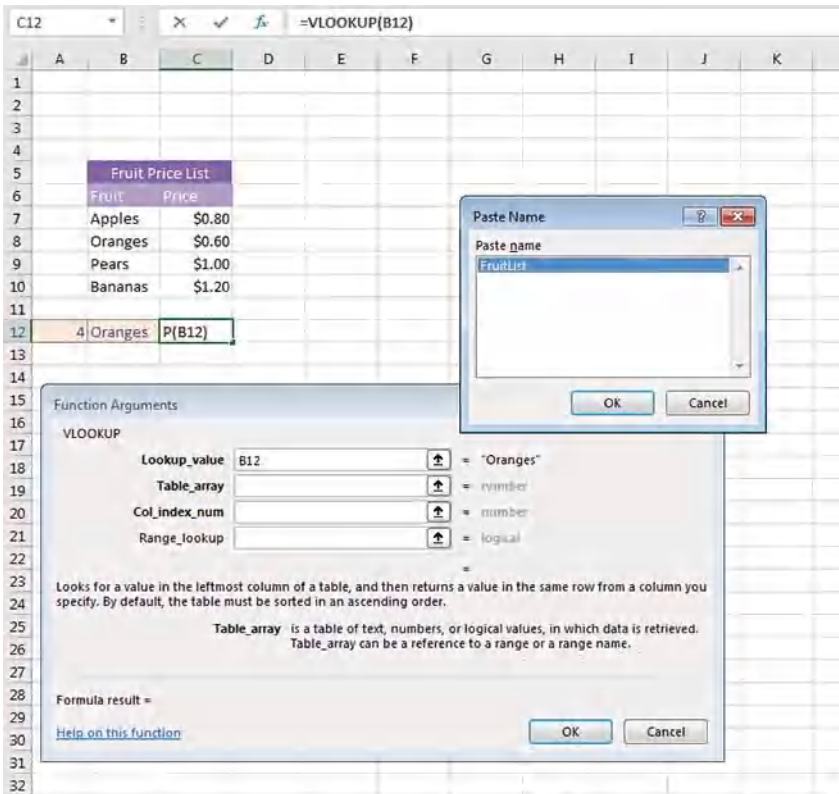 C12 fx =VLOOKUP(B12)
A B C D E F G H I J K
1
2
3
4
5 Fruit Price List
6 Fruit Price
7 Apples $0.80
8 Oranges $0.60
9 Pears $1.00
10 Bananas $1.20
11
12 4 Oranges P(B12)
13
14
15
16
17
18
19
20
21
22
23
24
25
26
27
28
29
30
31
32
Paste Name
Paste name
FruitList
OK Cancel
Function Arguments
VLOOKUP
Lookup_value B12 = "Oranges"
Table_array = number
Col_index_num = number
Range_lookup = logical
=
Looks for a value in the leftmost column of a table, and then returns a value in the same row from a column you
specify. By default, the table must be sorted in an ascending order.
Table_array is a table of text, numbers, or logical values, in which data is retrieved.
Table_array can be a reference to a range or a range name.
Formula result =
Help on this function OK Cancel